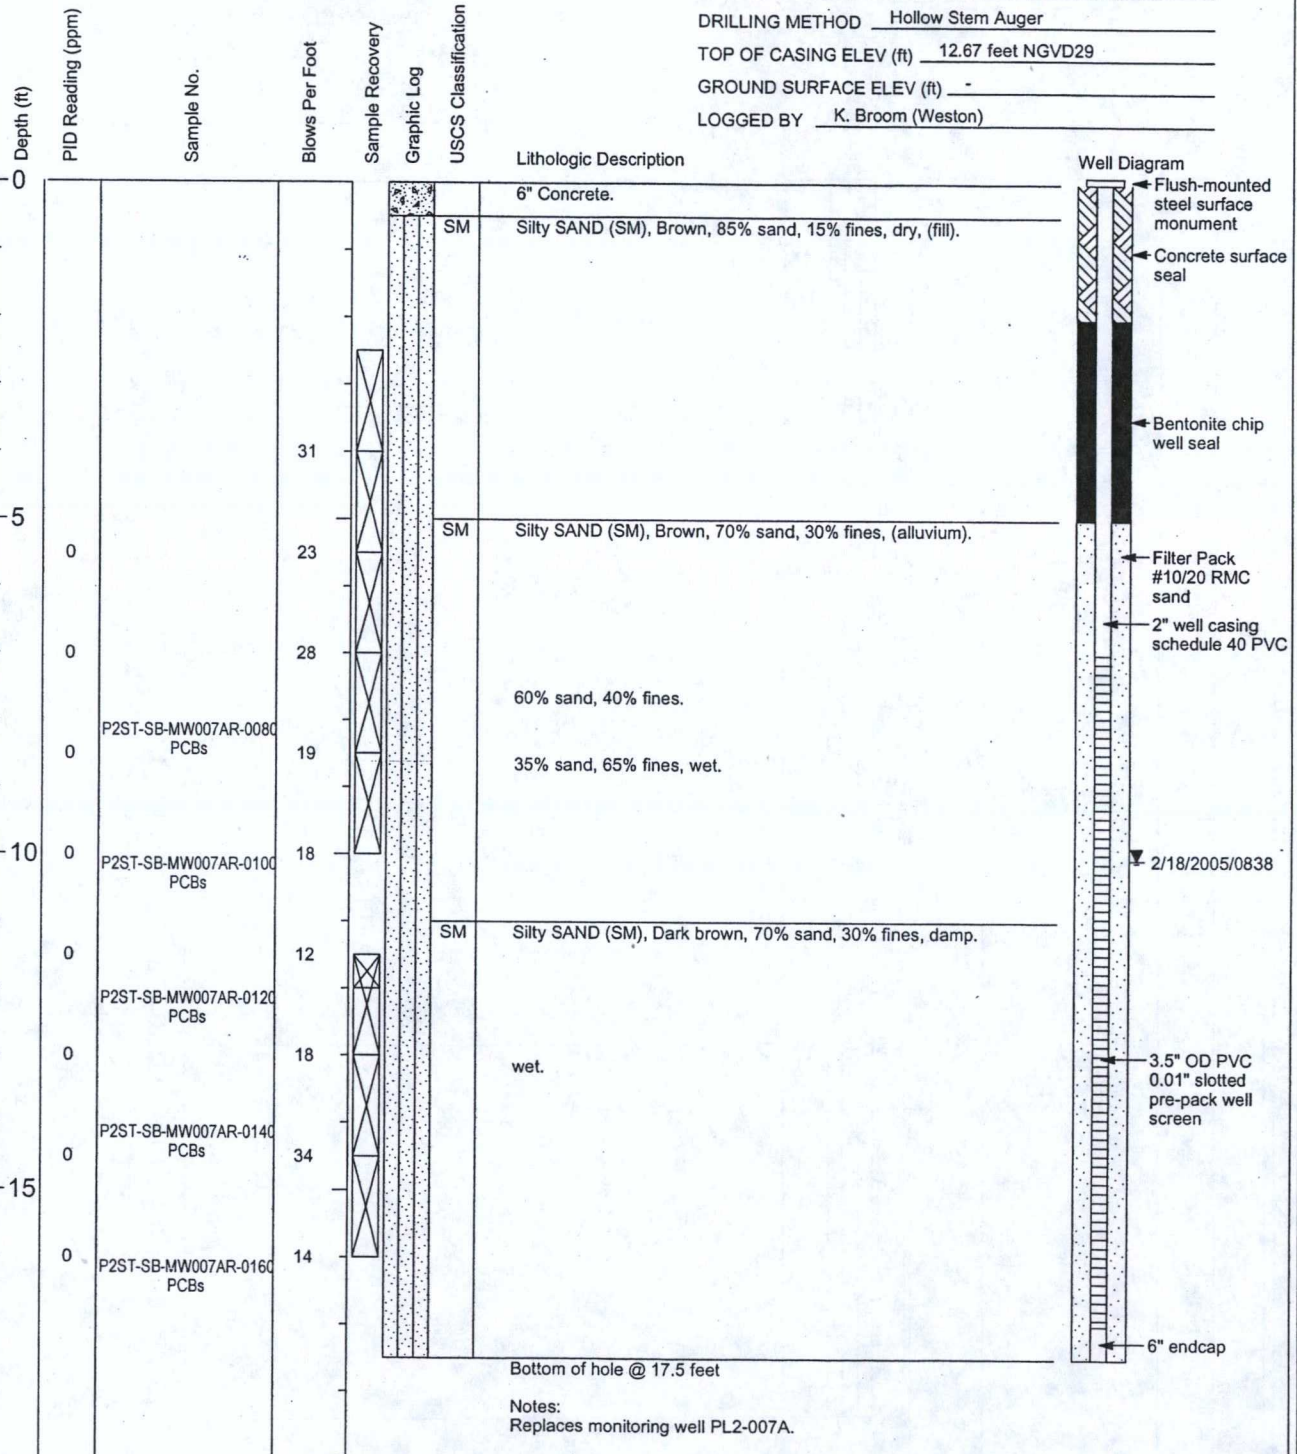 DRILLING METHOD Hollow Stem Auger
TOP OF CASING ELEV (ft) 12.67 feet NGVD29
GROUND SURFACE ELEV (ft) -
LOGGED BY K. Broom (Weston)
Depth (ft)
PID Reading (ppm)
Sample No.
Blows Per Foot
Sample Recovery
Graphic Log
USCS Classification
Lithologic Description
Well Diagram
0
6" Concrete.
Flush-mounted
steel surface
monument
SM Silty SAND (SM), Brown, 85% sand, 15% fines, dry, (fill).
Concrete surface
seal
Bentonite chip
well seal
31
5
SM Silty SAND (SM), Brown, 70% sand, 30% fines, (alluvium).
0 23
Filter Pack
#10/20 RMC
sand
2" well casing
schedule 40 PVC
0 28
60% sand, 40% fines.
P2ST-SB-MW007AR-0080
PCBs
0 19
35% sand, 65% fines, wet.
10 0 18
P2ST-SB-MW007AR-0100
PCBs
2/18/2005/0838
SM Silty SAND (SM), Dark brown, 70% sand, 30% fines, damp.
0 12
P2ST-SB-MW007AR-0120
PCBs
0 18
wet.
3.5" OD PVC
0.01" slotted
pre-pack well
screen
P2ST-SB-MW007AR-0140
PCBs
0 34
15
0 14
P2ST-SB-MW007AR-0160
PCBs
6" endcap
Bottom of hole @ 17.5 feet
Notes:
Replaces monitoring well PL2-007A.